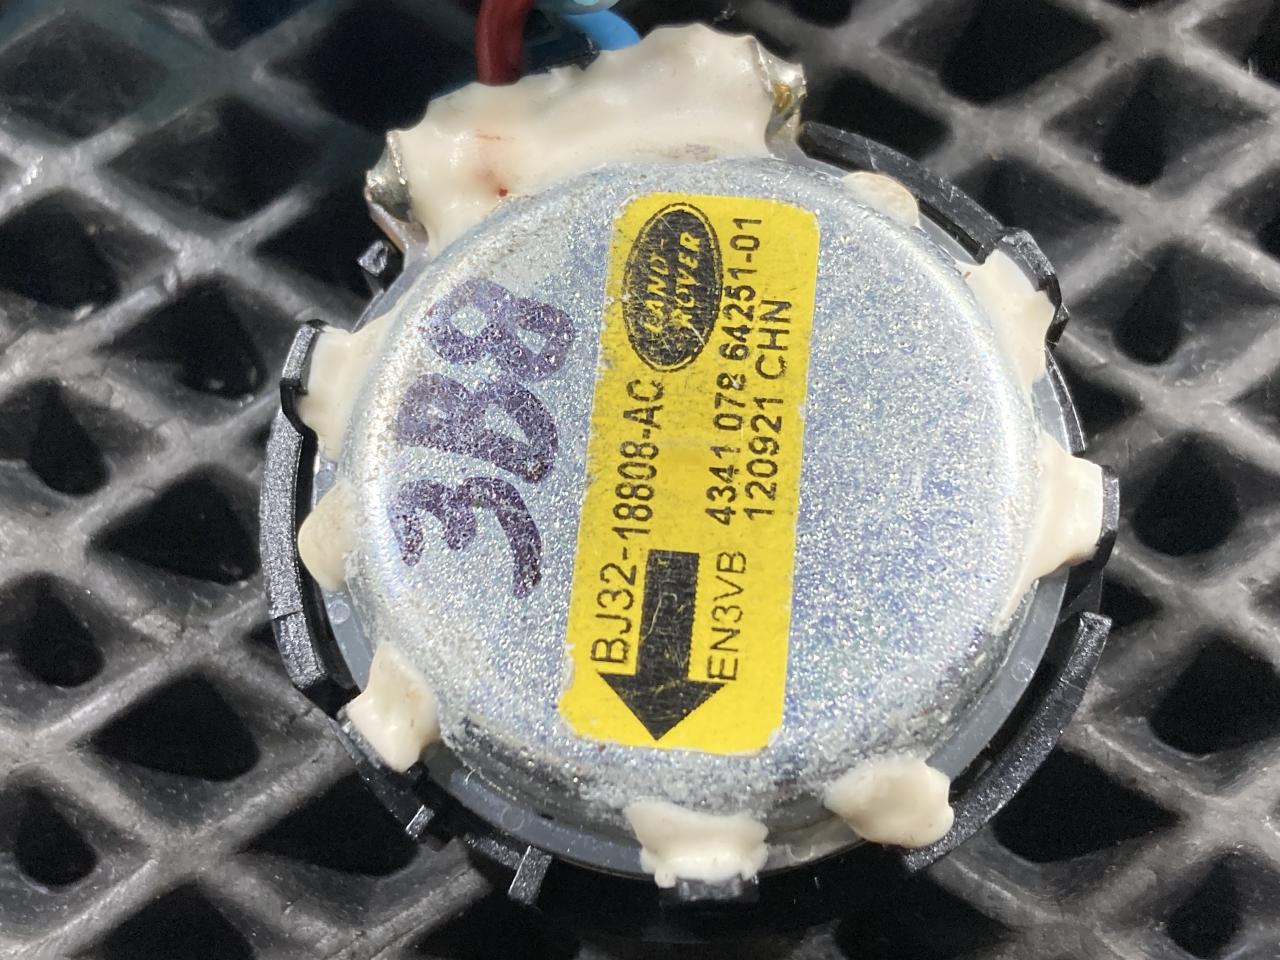 LAND-
ROVER
BJ32-18808-AC
4341 078 64251-01
EN3VB 120921 CHN
3B8